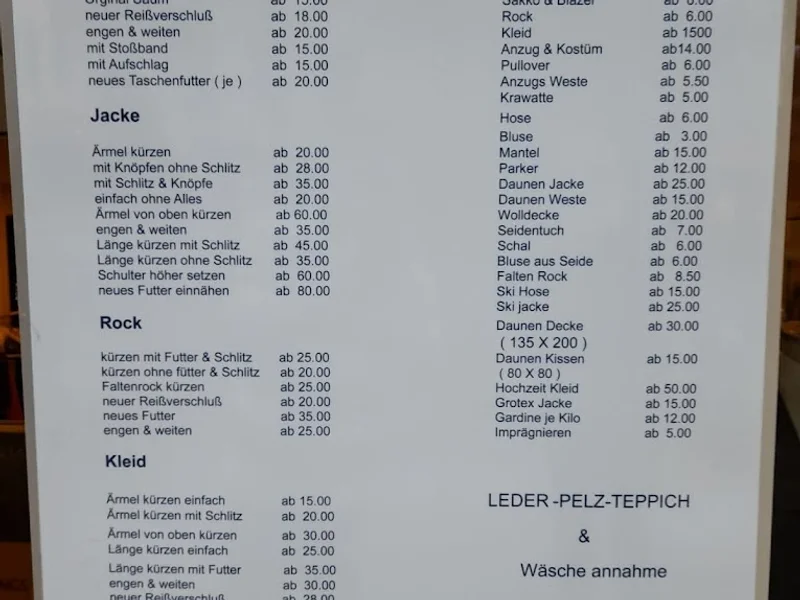 Orginal Saum ab 15.00
neuer Reißverschluß ab 18.00
engen & weiten ab 20.00
mit Stoßband ab 15.00
mit Aufschlag ab 15.00
neues Taschenfutter ( je ) ab 20.00
Jacke
Ärmel kürzen ab 20.00
mit Knöpfen ohne Schlitz ab 28.00
mit Schlitz & Knöpfe ab 35.00
einfach ohne Alles ab 20.00
Ärmel von oben kürzen ab 60.00
engen & weiten ab 35.00
Länge kürzen mit Schlitz ab 45.00
Länge kürzen ohne Schlitz ab 35.00
Schulter höher setzen ab 60.00
neues Futter einnähen ab 80.00
Rock
kürzen mit Futter & Schlitz ab 25.00
kürzen ohne fütter & Schlitz ab 20.00
Faltenrock kürzen ab 25.00
neuer Reißverschluß ab 20.00
neues Futter ab 35.00
engen & weiten ab 25.00
Kleid
Ärmel kürzen einfach ab 15.00
Ärmel kürzen mit Schlitz ab 20.00
Ärmel von oben kürzen ab 30.00
Länge kürzen einfach ab 25.00
Länge kürzen mit Futter ab 35.00
engen & weiten ab 30.00
neuer Reißverschluß ab 28.00
Sakko & Blazer ab
Rock ab 6.00
Kleid ab 1500
Anzug & Kostüm ab14.00
Pullover ab 6.00
Anzugs Weste ab 5.50
Krawatte ab 5.00
Hose ab 6.00
Bluse ab 3.00
Mantel ab 15.00
Parker ab 12.00
Daunen Jacke ab 25.00
Daunen Weste ab 15.00
Wolldecke ab 20.00
Seidentuch ab 7.00
Schal ab 6.00
Bluse aus Seide ab 6.00
Falten Rock ab 8.50
Ski Hose ab 15.00
Ski jacke ab 25.00
Daunen Decke ab 30.00
( 135 X 200 )
Daunen Kissen ab 15.00
( 80 X 80 )
Hochzeit Kleid ab 50.00
Grotex Jacke ab 15.00
Gardine je Kilo ab 12.00
Imprägnieren ab 5.00
LEDER -PELZ-TEPPICH
&
Wäsche annahme